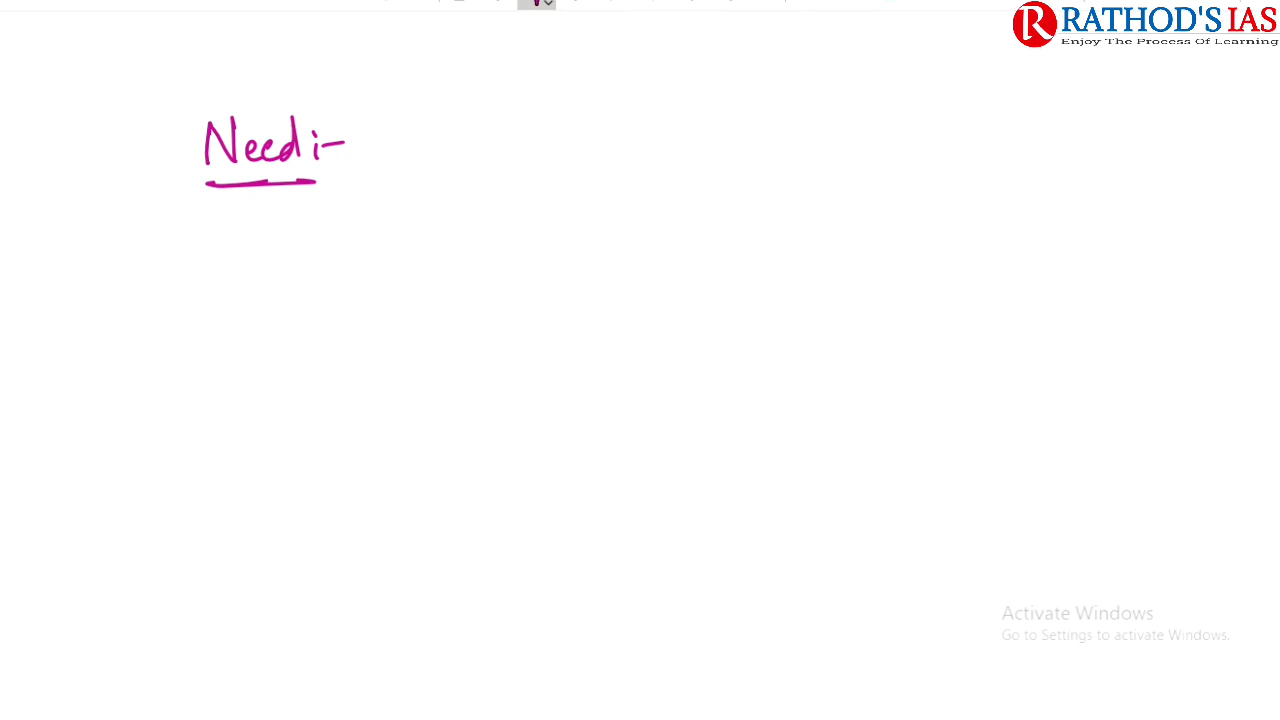 RATHOD'S IAS
Enjoy The Process Of Learning
Need :-
Activate Windows
Go to Settings to activate Windows.